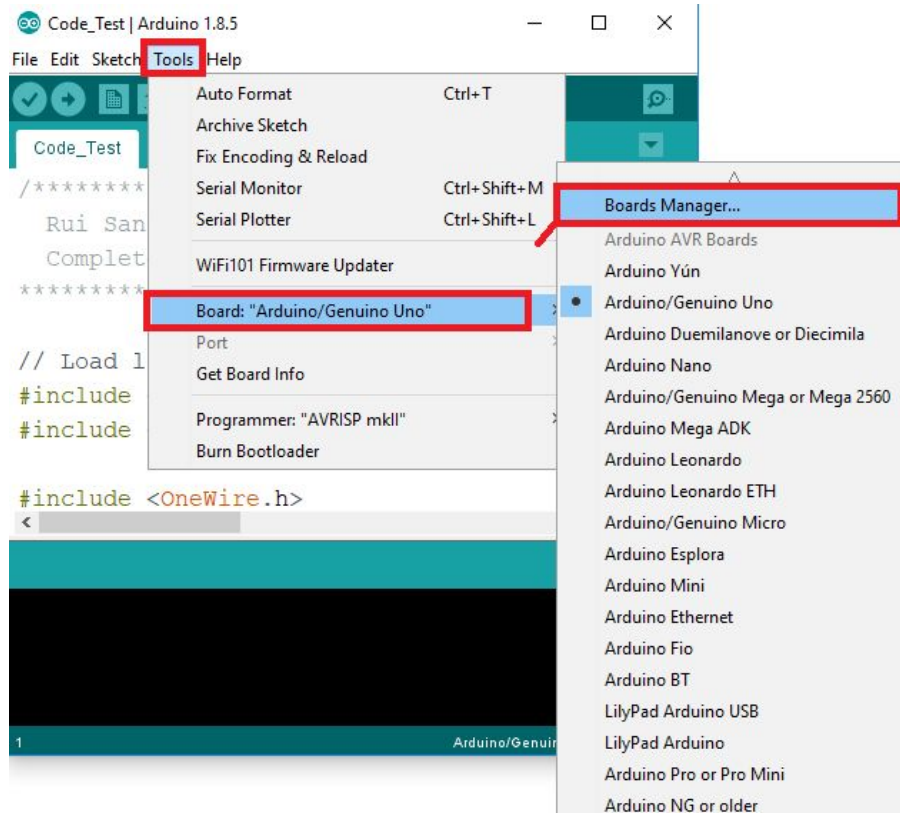 Code_Test | Arduino 1.8.5
File Edit Sketch Tools Help
Auto Format Ctrl+T
Archive Sketch
Fix Encoding & Reload
Serial Monitor Ctrl+Shift+M
Serial Plotter Ctrl+Shift+L
WiFi101 Firmware Updater
Board: "Arduino/Genuino Uno"
Port
Get Board Info
Programmer: "AVRISP mkII"
Burn Bootloader
Code_Test
/********
Rui San
Complet
*********
// Load l
#include
#include
#include <OneWire.h>
1 Arduino/Genuin
Boards Manager...
Arduino AVR Boards
Arduino Yún
Arduino/Genuino Uno
Arduino Duemilanove or Diecimila
Arduino Nano
Arduino/Genuino Mega or Mega 2560
Arduino Mega ADK
Arduino Leonardo
Arduino Leonardo ETH
Arduino/Genuino Micro
Arduino Esplora
Arduino Mini
Arduino Ethernet
Arduino Fio
Arduino BT
LilyPad Arduino USB
LilyPad Arduino
Arduino Pro or Pro Mini
Arduino NG or older